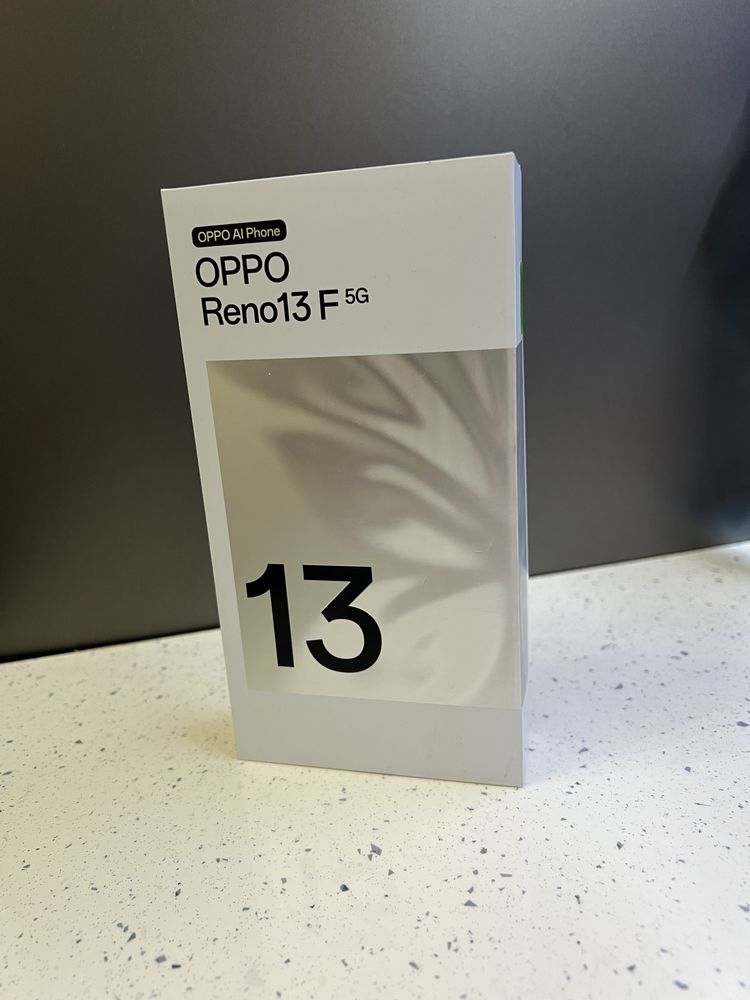 OPPO AI Phone
OPPO
Reno13 F 5G
13